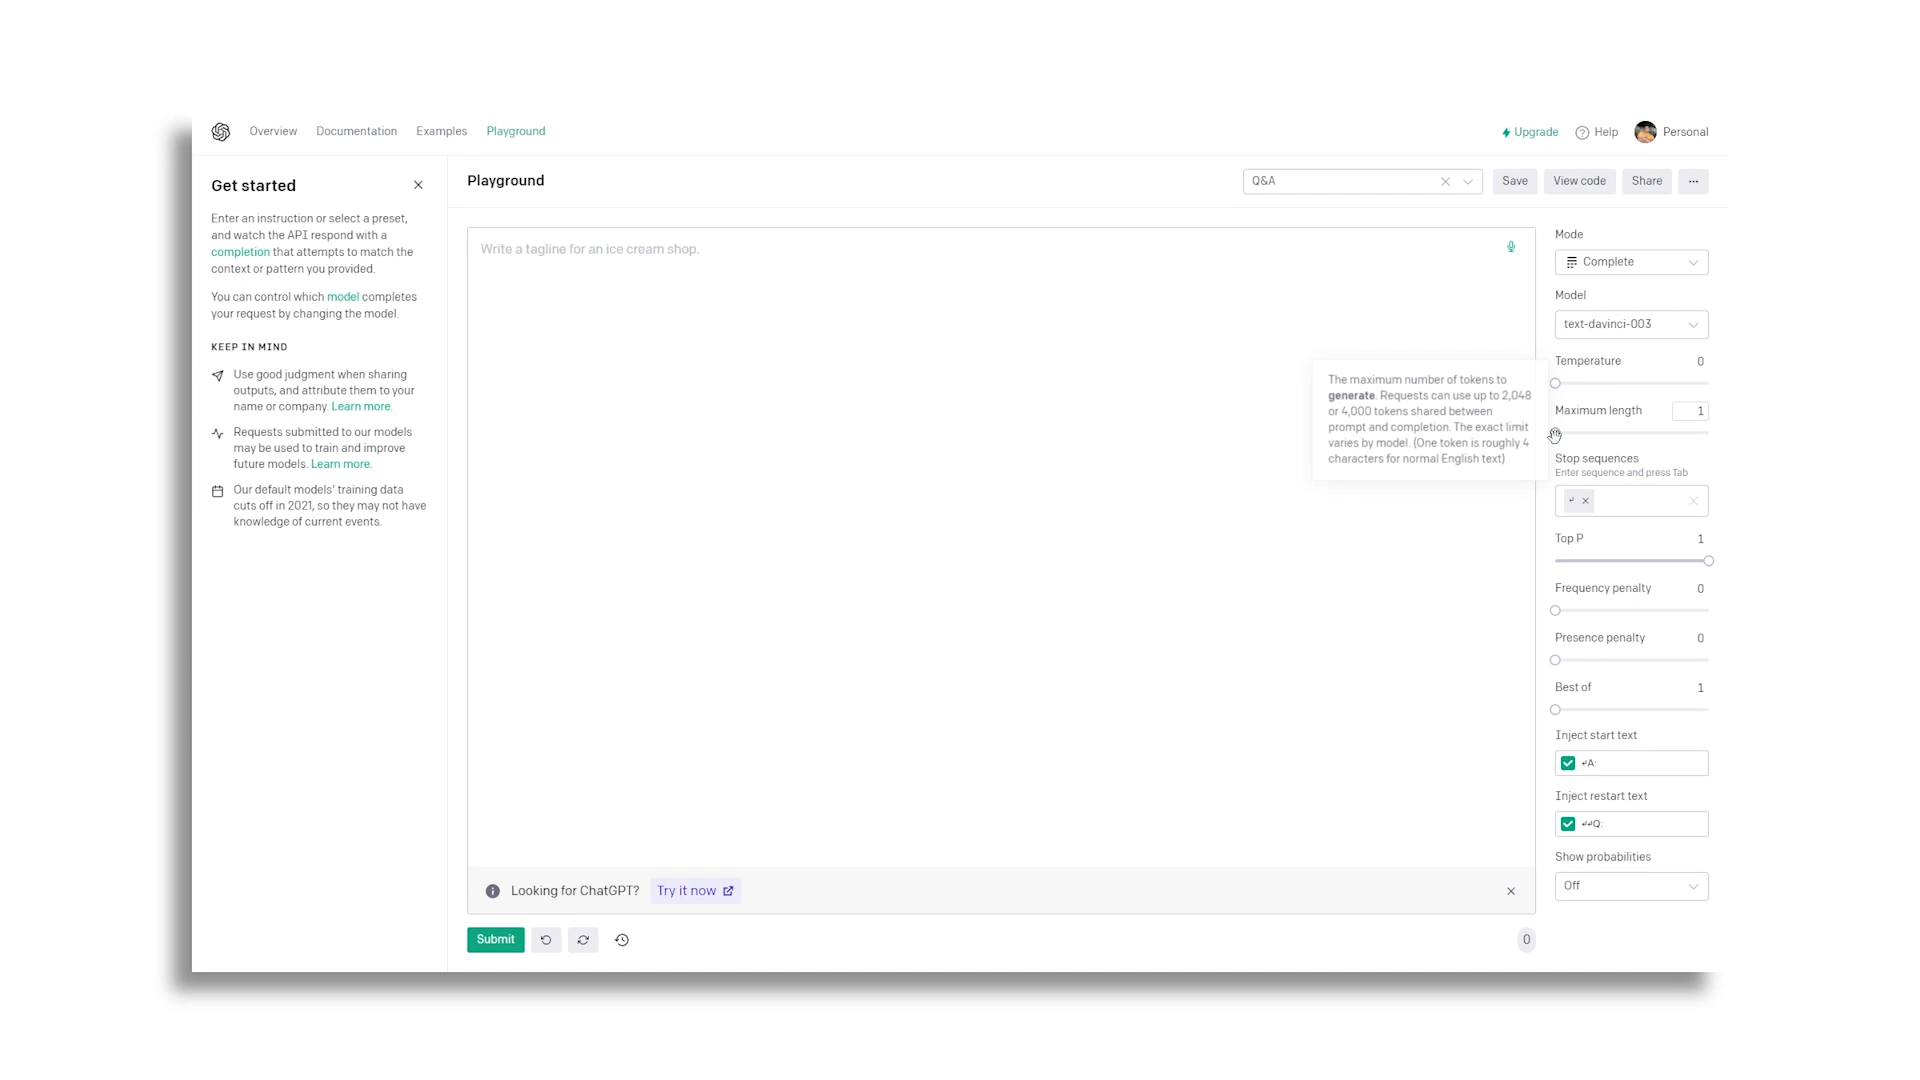 Overview Documentation Examples Playground
Upgrade Help Personal
Get started
Enter an instruction or select a preset,
and watch the API respond with a
completion that attempts to match the
context or pattern you provided.
You can control which model completes
your request by changing the model.
KEEP IN MIND
Use good judgment when sharing
outputs, and attribute them to your
name or company. Learn more.
Requests submitted to our models
may be used to train and improve
future models. Learn more.
Our default models' training data
cuts off in 2021, so they may not have
knowledge of current events.
Playground
Q&A
Save View code Share ...
Write a tagline for an ice cream shop.
The maximum number of tokens to
generate. Requests can use up to 2,048
or 4,000 tokens shared between
prompt and completion. The exact limit
varies by model. (One token is roughly 4
characters for normal English text)
Looking for ChatGPT? Try it now
Submit
0
Mode
Complete
Model
text-davinci-003
Temperature 0
Maximum length 1
Stop sequences
Enter sequence and press Tab
↵
Top P 1
Frequency penalty 0
Presence penalty 0
Best of 1
Inject start text
↵A:
Inject restart text
↵↵Q:
Show probabilities
Off